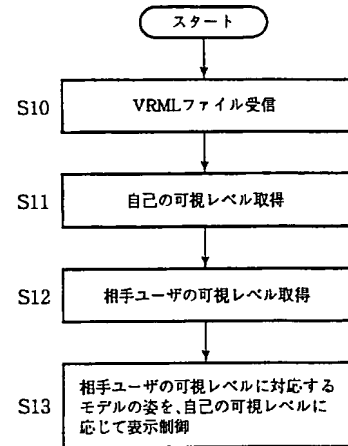 スタート
S10
VRMLファイル受信
S11
自己の可視レベル取得
S12
相手ユーザの可視レベル取得
S13
相手ユーザの可視レベルに対応する
モデルの姿を、自己の可視レベルに
応じて表示制御